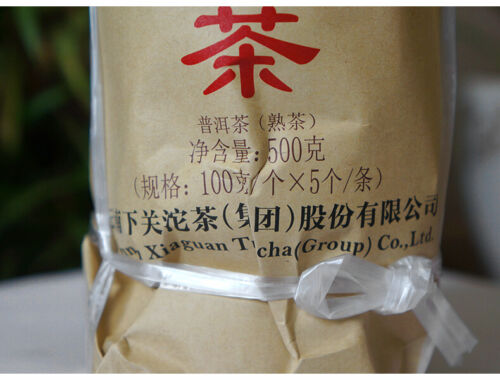 茶
普洱茶（熟茶）
净含量：500克
（规格：100克/个×5个/条）
下关沱茶（集团）股份有限公司
Xiaguan Tuocha(Group) Co.,Ltd.